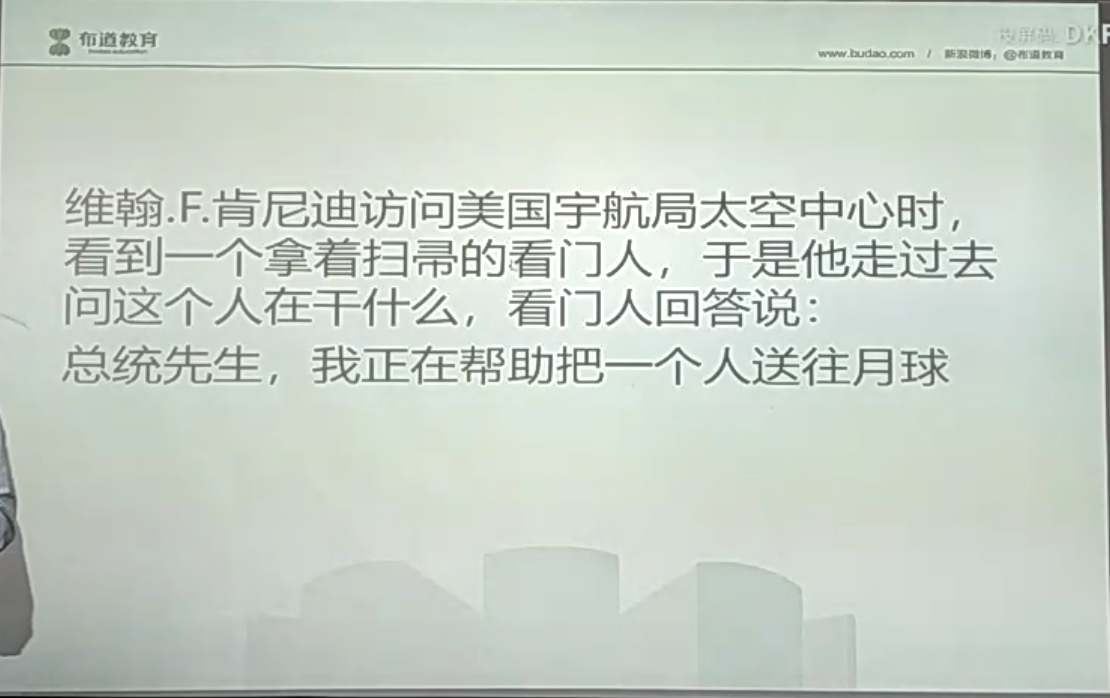 布道教育
投屏码: DKF
www.budao.com / 新浪微博：@布道教育
维翰.F.肯尼迪访问美国宇航局太空中心时，
看到一个拿着扫帚的看门人，于是他走过去
问这个人在干什么，看门人回答说：
总统先生，我正在帮助把一个人送往月球